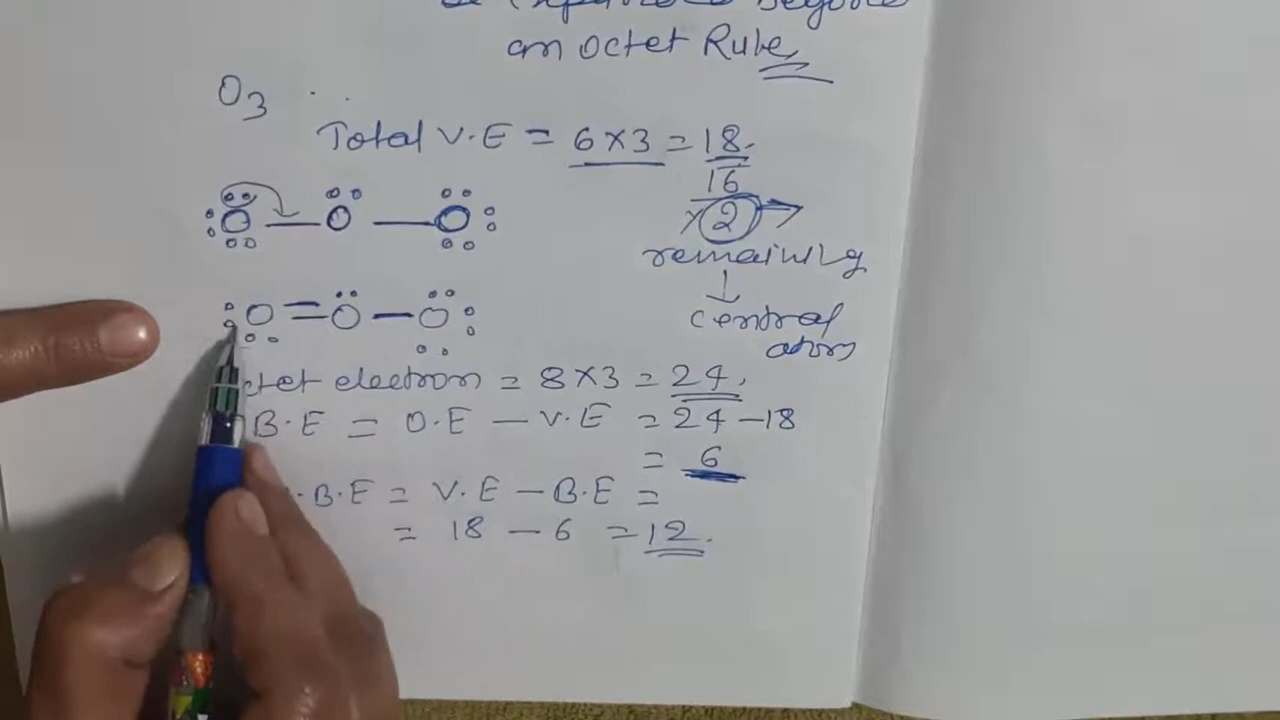 an octet Rule
O3
Total V.E = 6 × 3 = 18.
16
× 2 →
remaining
O — O — O
↓
central
atom
O = O — O
ctet electron = 8 × 3 = 24,
B.E = O.E — V.E = 24 — 18
= 6
.B.E = V.E — B.E =
= 18 — 6 = 12.